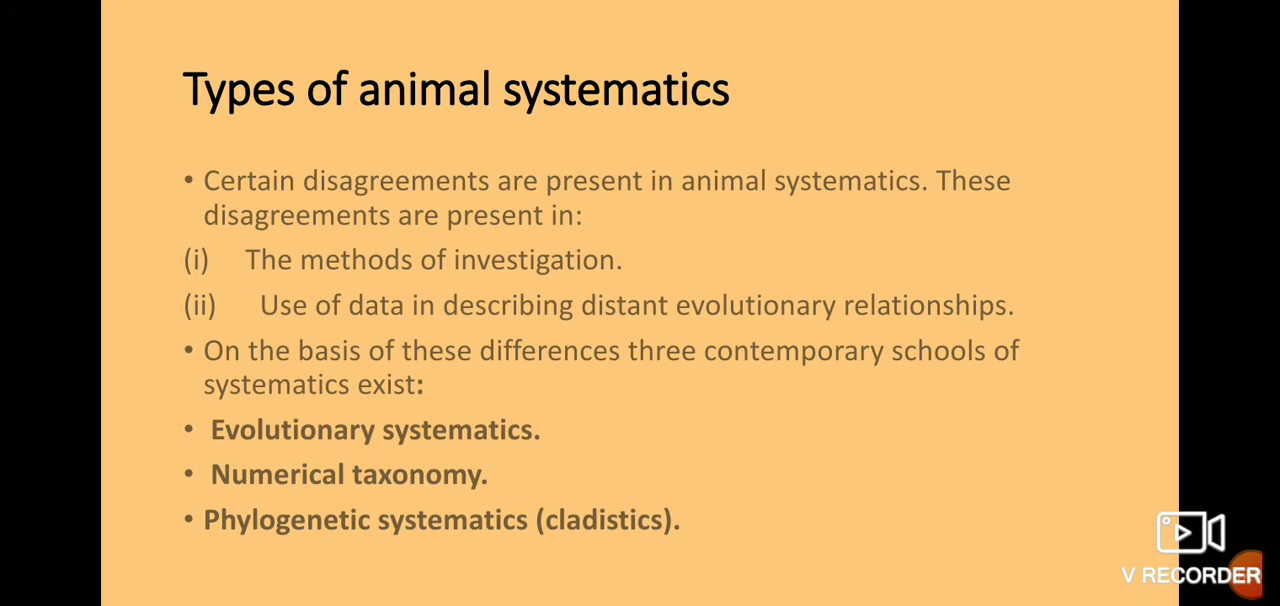 Types of animal systematics
• Certain disagreements are present in animal systematics. These
disagreements are present in:
(i) The methods of investigation.
(ii) Use of data in describing distant evolutionary relationships.
• On the basis of these differences three contemporary schools of
systematics exist:
• Evolutionary systematics.
• Numerical taxonomy.
• Phylogenetic systematics (cladistics).
V RECORDER